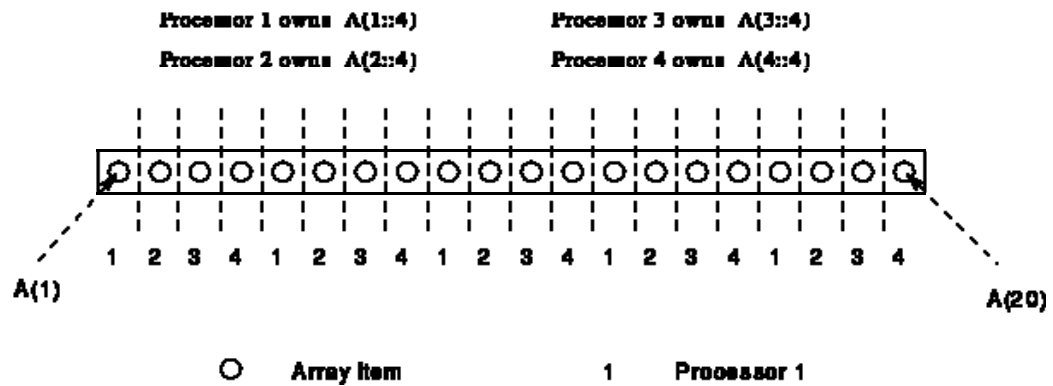 Processor 1 owns A(1::4) Processor 3 owns A(3::4)
Processor 2 owns A(2::4) Processor 4 owns A(4::4)
1 2 3 4 1 2 3 4 1 2 3 4 1 2 3 4 1 2 3 4
A(1) A(20)
Array Item 1 Processor 1